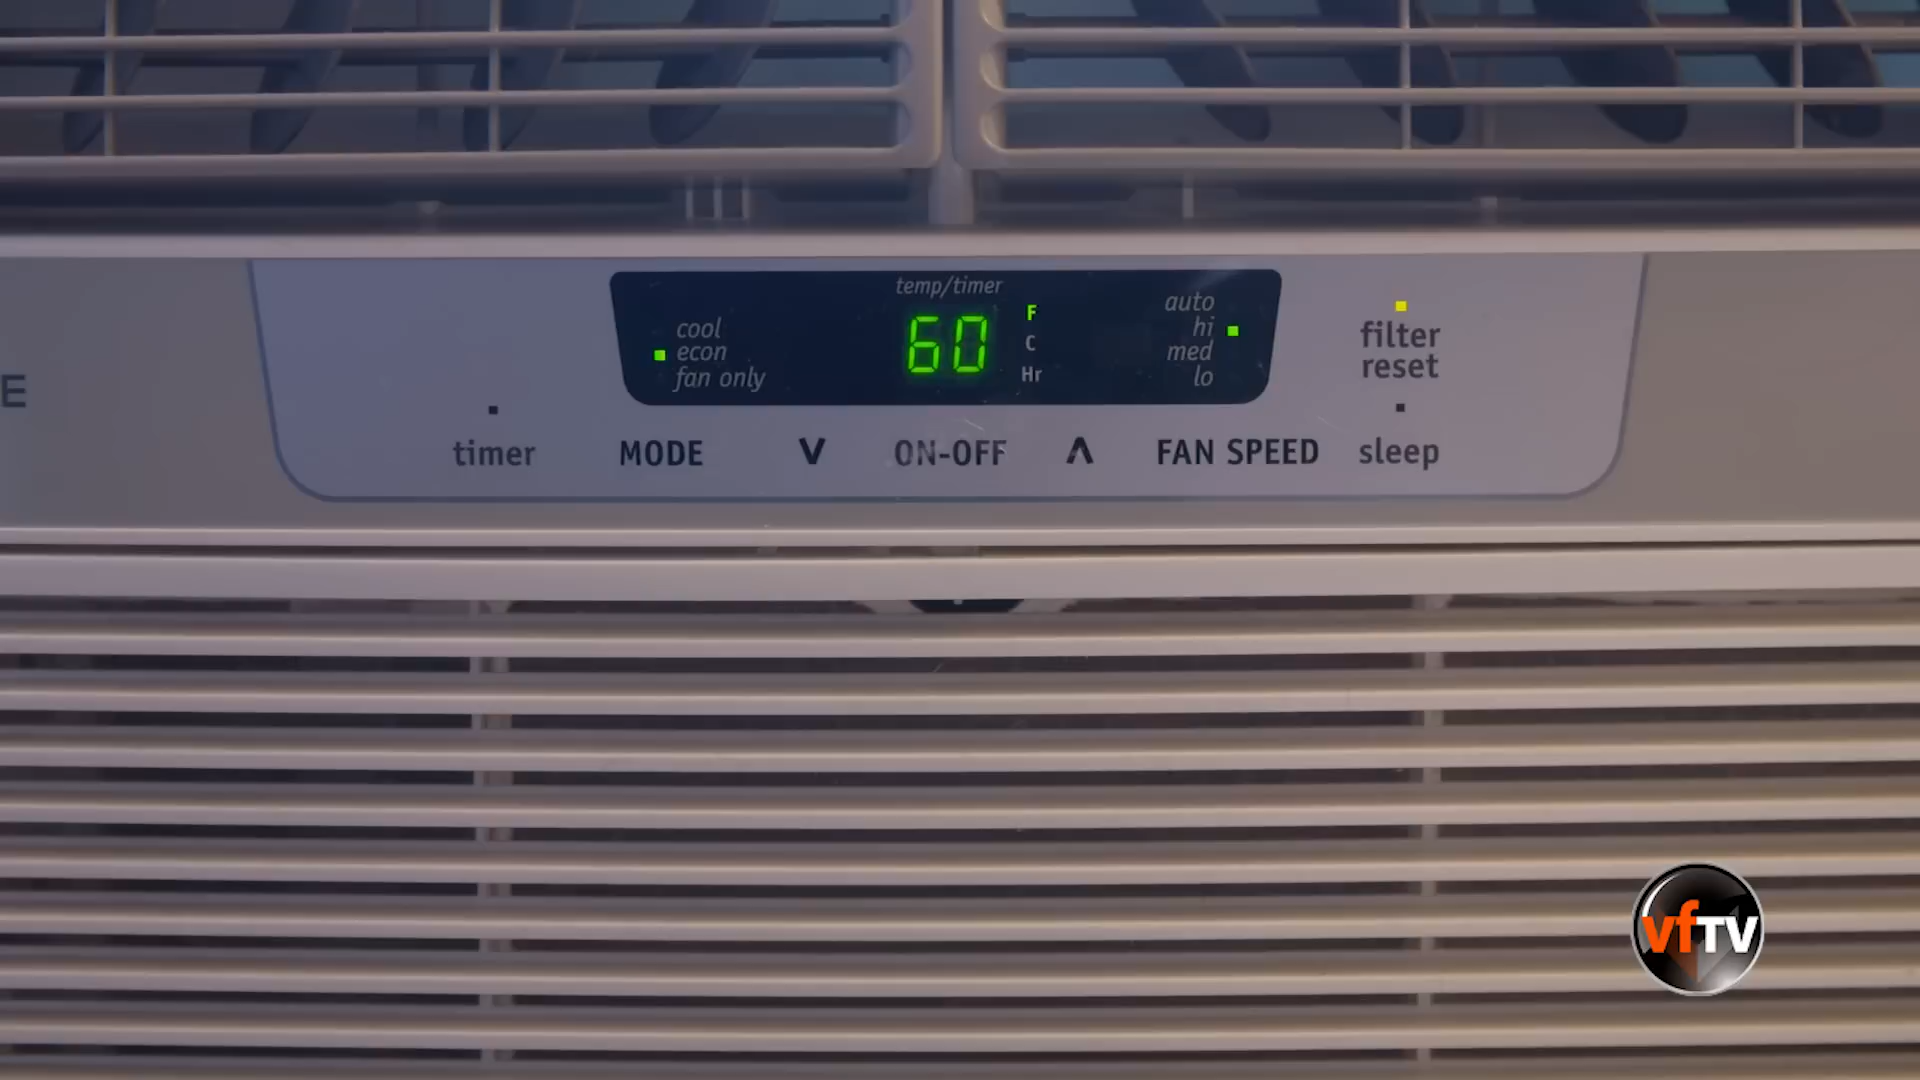 temp/timer
cool
econ
fan only
60
F
C
Hr
auto
hi
med
lo
filter
reset
E
timer
MODE
V
ON-OFF
Λ
FAN SPEED
sleep
vfTV